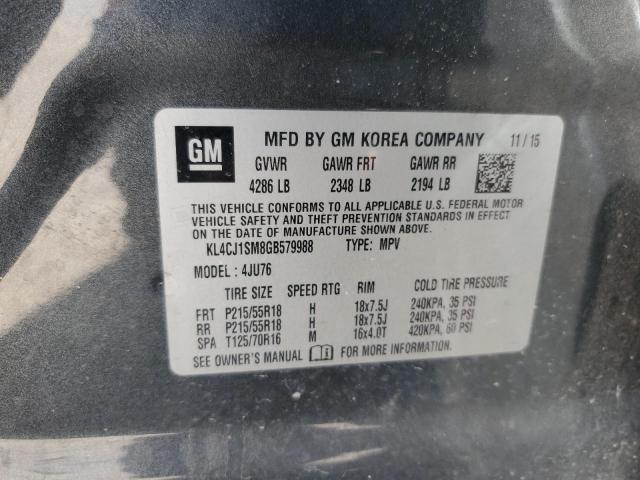 GM MFD BY GM KOREA COMPANY 11/15
GVWR GAWR FRT GAWR RR
4286 LB 2348 LB 2194 LB
THIS VEHICLE CONFORMS TO ALL APPLICABLE U.S. FEDERAL MOTOR
VEHICLE SAFETY AND THEFT PREVENTION STANDARDS IN EFFECT
ON THE DATE OF MANUFACTURE SHOWN ABOVE.
KL4CJ1SM8GB579988 TYPE: MPV
MODEL : 4JU76
TIRE SIZE SPEED RTG RIM COLD TIRE PRESSURE
FRT P215/55R18 H 18x7.5J 240KPA, 35 PSI
RR P215/55R18 H 18x7.5J 240KPA, 35 PSI
SPA T125/70R16 M 16x4.0T 420KPA, 60 PSI
SEE OWNER'S MANUAL FOR MORE INFORMATION.